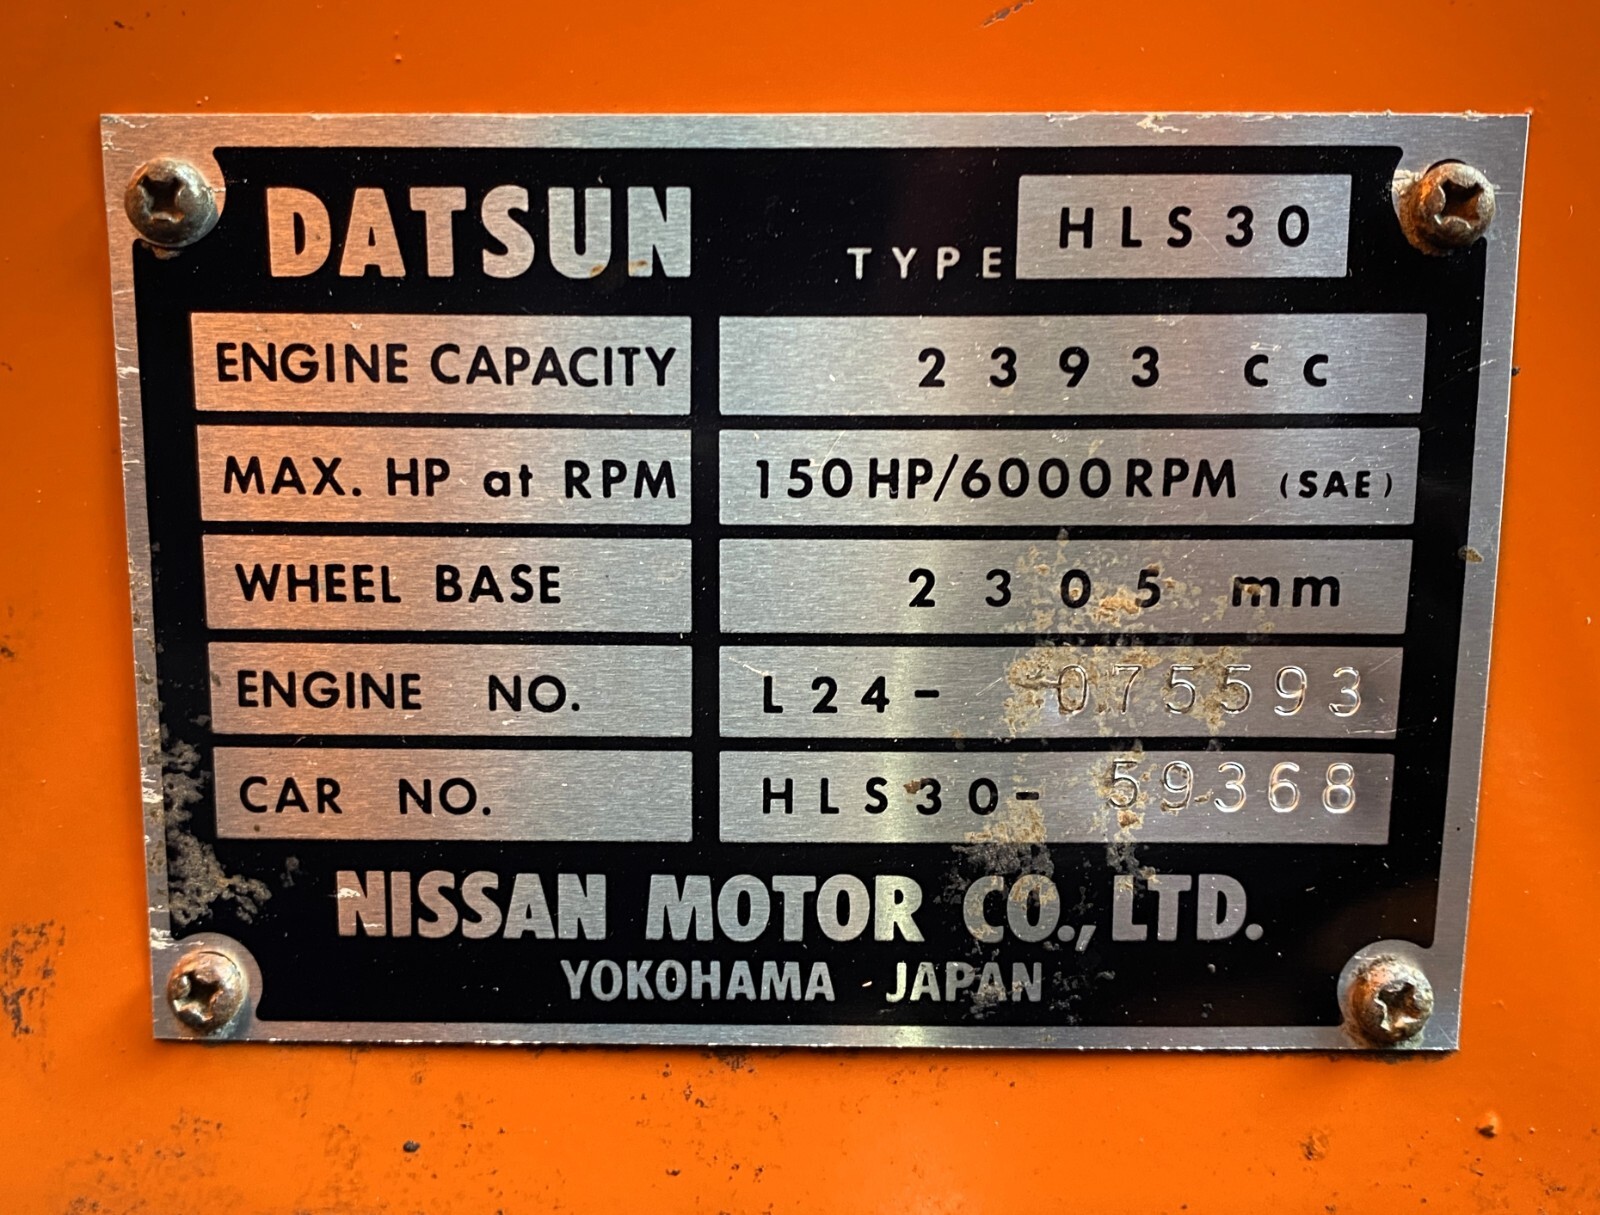 DATSUN TYPE HLS30
ENGINE CAPACITY 2393 cc
MAX. HP at RPM 150HP/6000RPM (SAE)
WHEEL BASE 2305 mm
ENGINE NO. L24- 075593
CAR NO. HLS30- 59368
NISSAN MOTOR CO., LTD.
YOKOHAMA JAPAN